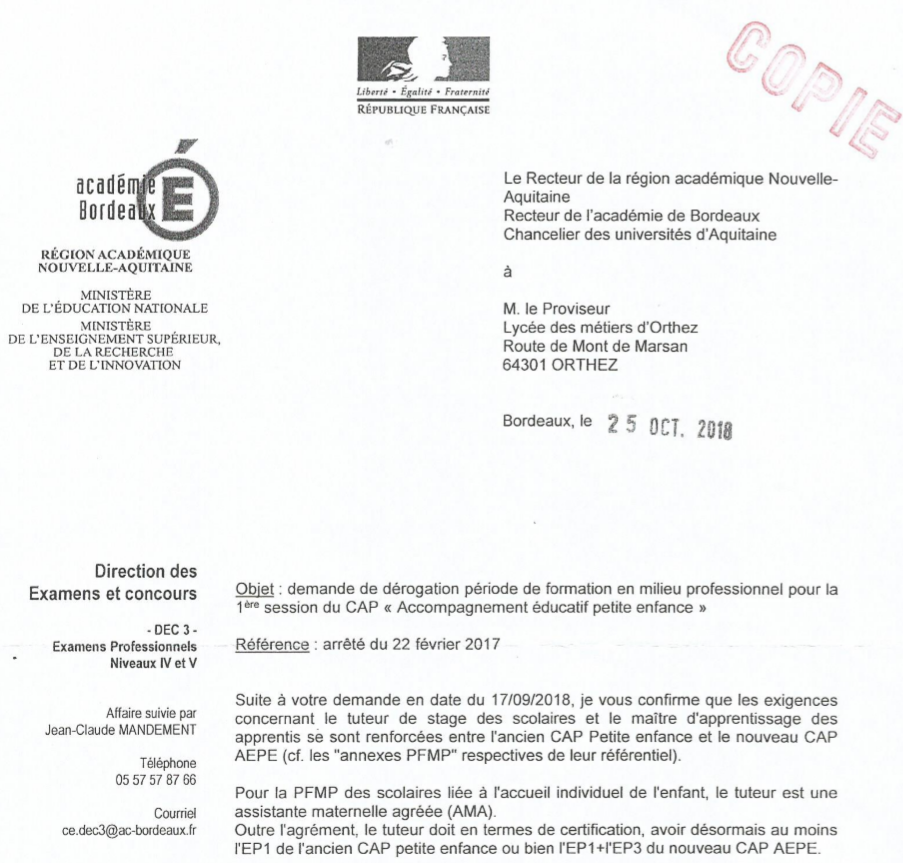 COPIE
Liberté • Égalité • Fraternité
RÉPUBLIQUE FRANÇAISE
académie
Bordeaux
É
RÉGION ACADÉMIQUE
NOUVELLE-AQUITAINE
MINISTÈRE
DE L'ÉDUCATION NATIONALE
MINISTÈRE
DE L'ENSEIGNEMENT SUPÉRIEUR,
DE LA RECHERCHE
ET DE L'INNOVATION
Le Recteur de la région académique Nouvelle-
Aquitaine
Recteur de l'académie de Bordeaux
Chancelier des universités d'Aquitaine
à
M. le Proviseur
Lycée des métiers d'Orthez
Route de Mont de Marsan
64301 ORTHEZ
Bordeaux, le 25 OCT. 2018
Direction des
Examens et concours
- DEC 3 -
Examens Professionnels
Niveaux IV et V
Affaire suivie par
Jean-Claude MANDEMENT
Téléphone
05 57 57 87 66
Courriel
ce.dec3@ac-bordeaux.fr
Objet : demande de dérogation période de formation en milieu professionnel pour la
1ère session du CAP « Accompagnement éducatif petite enfance »
Référence : arrêté du 22 février 2017
Suite à votre demande en date du 17/09/2018, je vous confirme que les exigences
concernant le tuteur de stage des scolaires et le maître d'apprentissage des
apprentis se sont renforcées entre l'ancien CAP Petite enfance et le nouveau CAP
AEPE (cf. les "annexes PFMP" respectives de leur référentiel).
Pour la PFMP des scolaires liée à l'accueil individuel de l'enfant, le tuteur est une
assistante maternelle agréée (AMA).
Outre l'agrément, le tuteur doit en termes de certification, avoir désormais au moins
l'EP1 de l'ancien CAP petite enfance ou bien l'EP1+l'EP3 du nouveau CAP AEPE.